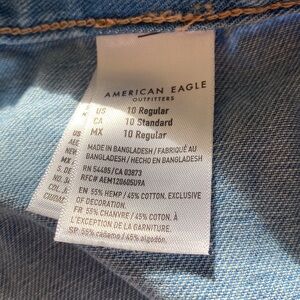 AMERICAN EAGLE
OUTFITTERS
US 10 Regular
CA 10 Standard
MX 10 Regular
MADE IN BANGLADESH / FABRIQUÉ AU
BANGLADESH / HECHO EN BANGLADESH
RN 54485 / CA 03873
RFC# AEM120605U9A
EN: 55% HEMP / 45% COTTON. EXCLUSIVE
OF DECORATION.
FR: 55% CHANVRE / 45% COTON. À
L'EXCEPTION DE LA GARNITURE.
SP: 55% cáñamo / 45% algodón.